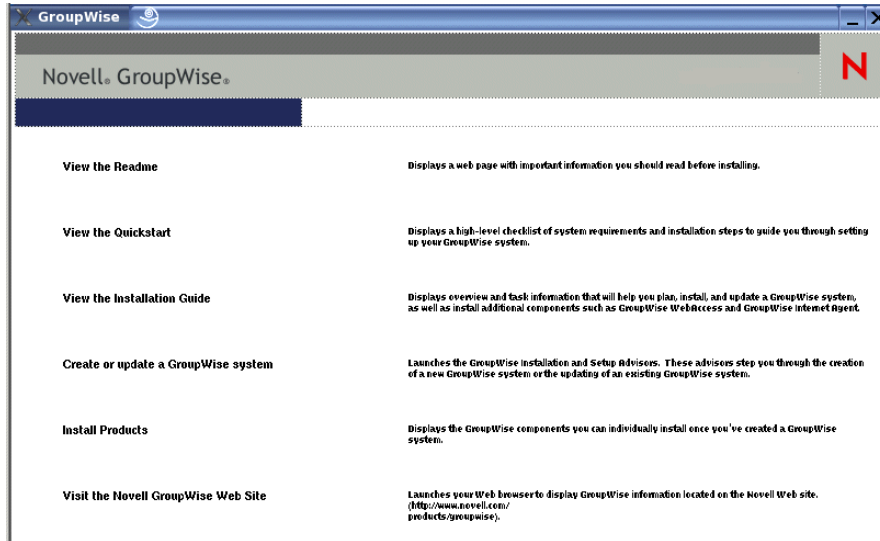 GroupWise
Novell® GroupWise®
N
View the Readme
Displays a web page with important information you should read before installing.
View the Quickstart
Displays a high-level checklist of system requirements and installation steps to guide you through setting
up your GroupWise system.
View the Installation Guide
Displays overview and task information that will help you plan, install, and update a GroupWise system,
as well as install additional components such as GroupWise WebAccess and GroupWise Internet Agent.
Create or update a GroupWise system
Launches the GroupWise Installation and Setup Advisors. These advisors step you through the creation
of a new GroupWise system or the updating of an existing GroupWise system.
Install Products
Displays the GroupWise components you can individually install once you've created a GroupWise
system.
Visit the Novell GroupWise Web Site
Launches your Web browser to display GroupWise information located on the Novell Web site.
(http://www.novell.com/
products/groupwise).